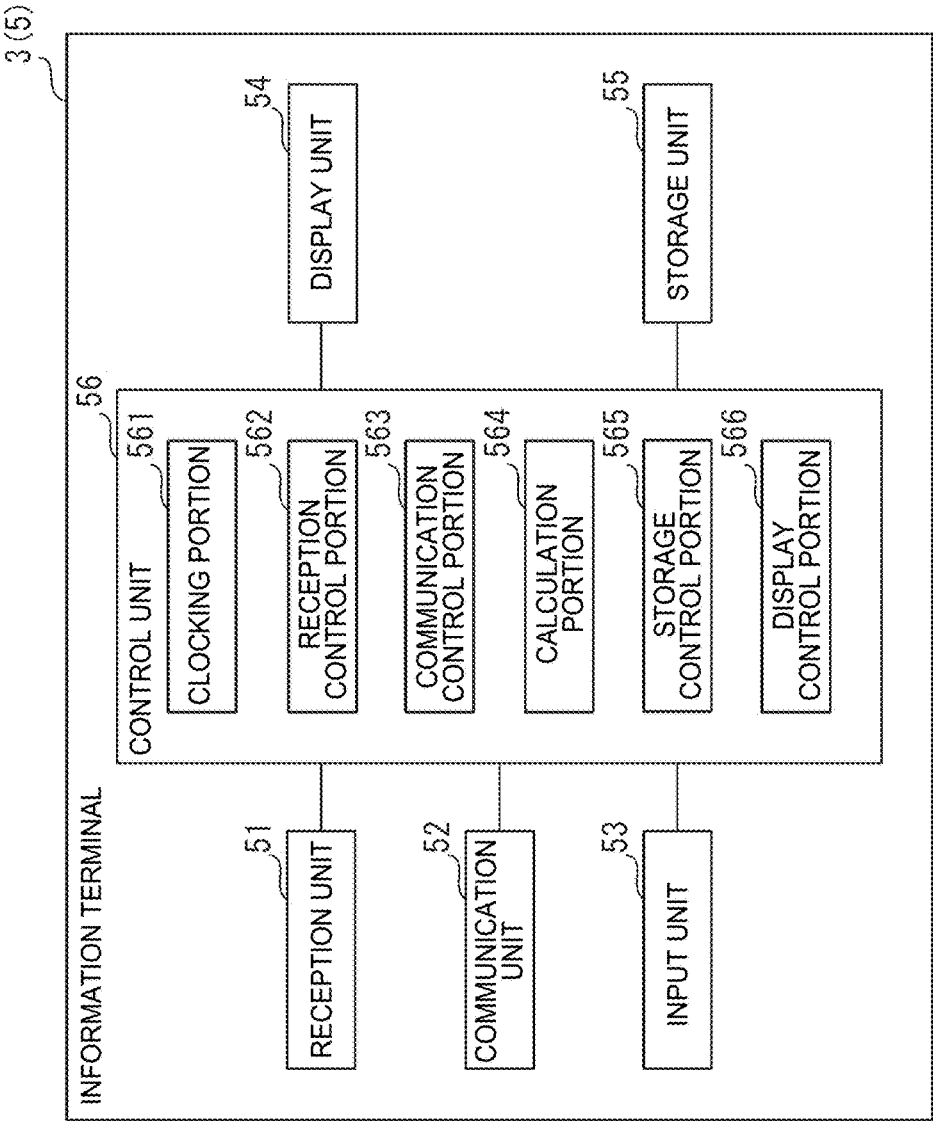 3(5)
INFORMATION TERMINAL
51
RECEPTION UNIT
52
COMMUNICATION
UNIT
53
INPUT UNIT
56
CONTROL UNIT
561
CLOCKING PORTION
562
RECEPTION
CONTROL PORTION
563
COMMUNICATION
CONTROL PORTION
564
CALCULATION
PORTION
565
STORAGE
CONTROL PORTION
566
DISPLAY
CONTROL PORTION
54
DISPLAY UNIT
55
STORAGE UNIT